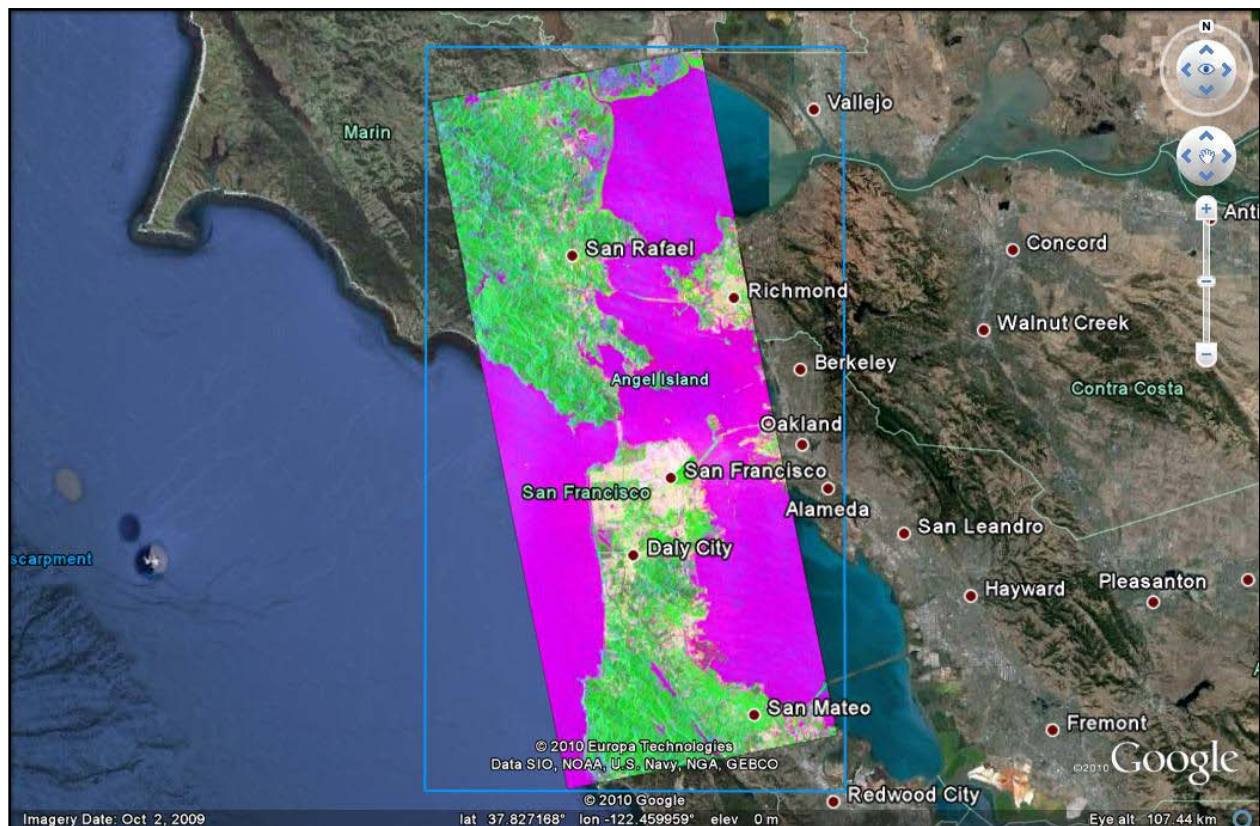 N
Vallejo
Marin
Anti
San Rafael
Concord
Richmond
Walnut Creek
Berkeley
Angel Island
Contra Costa
Oakland
San Francisco
San Francisco
Alameda
San Leandro
Daly City
scarpment
Hayward
Pleasanton
San Mateo
Fremont
© 2010 Europa Technologies
Data SIO, NOAA, U.S. Navy, NGA, GEBCO
©2010 Google
© 2010 Google
Redwood City
Imagery Date: Oct 2, 2009 lat 37.827168° lon -122.459959° elev 0 m Eye alt 107.44 km